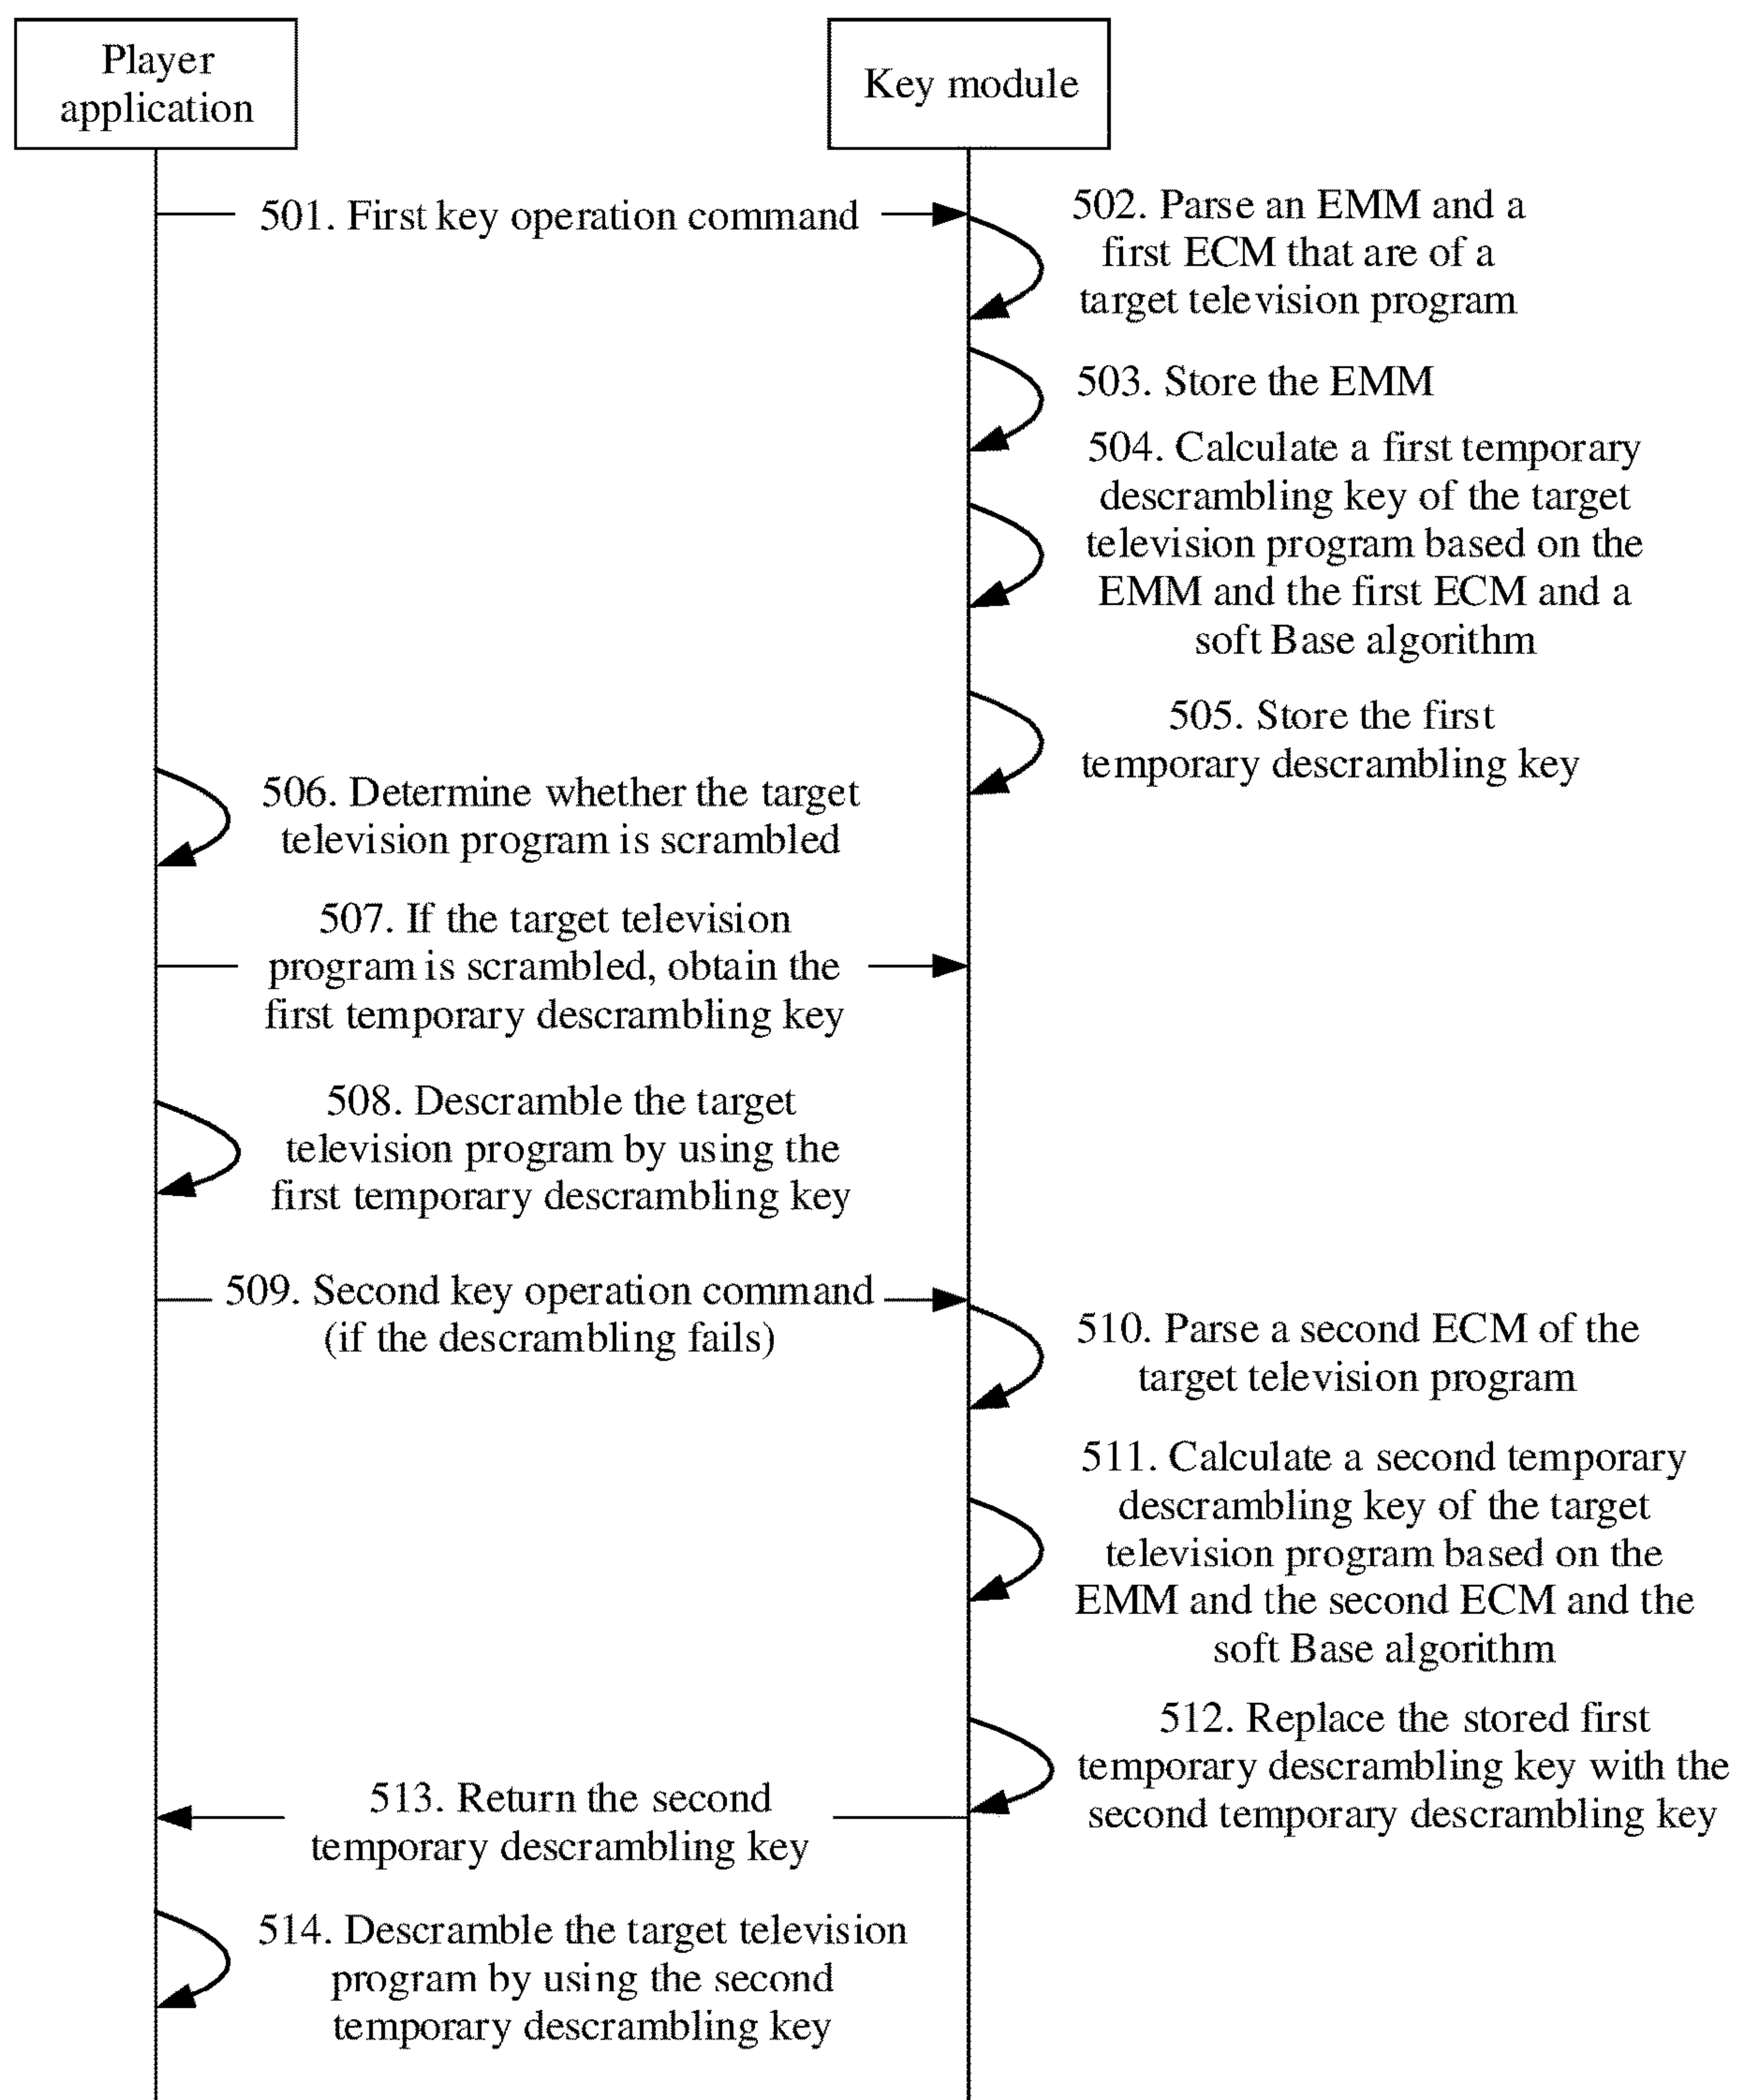 Player
application
Key module
501. First key operation command
502. Parse an EMM and a
first ECM that are of a
target television program
503. Store the EMM
504. Calculate a first temporary
descrambling key of the target
television program based on the
EMM and the first ECM and a
soft Base algorithm
505. Store the first
temporary descrambling key
506. Determine whether the target
television program is scrambled
507. If the target television
program is scrambled, obtain the
first temporary descrambling key
508. Descramble the target
television program by using the
first temporary descrambling key
509. Second key operation command
(if the descrambling fails)
510. Parse a second ECM of the
target television program
511. Calculate a second temporary
descrambling key of the target
television program based on the
EMM and the second ECM and the
soft Base algorithm
512. Replace the stored first
temporary descrambling key with the
second temporary descrambling key
513. Return the second
temporary descrambling key
514. Descramble the target television
program by using the second
temporary descrambling key